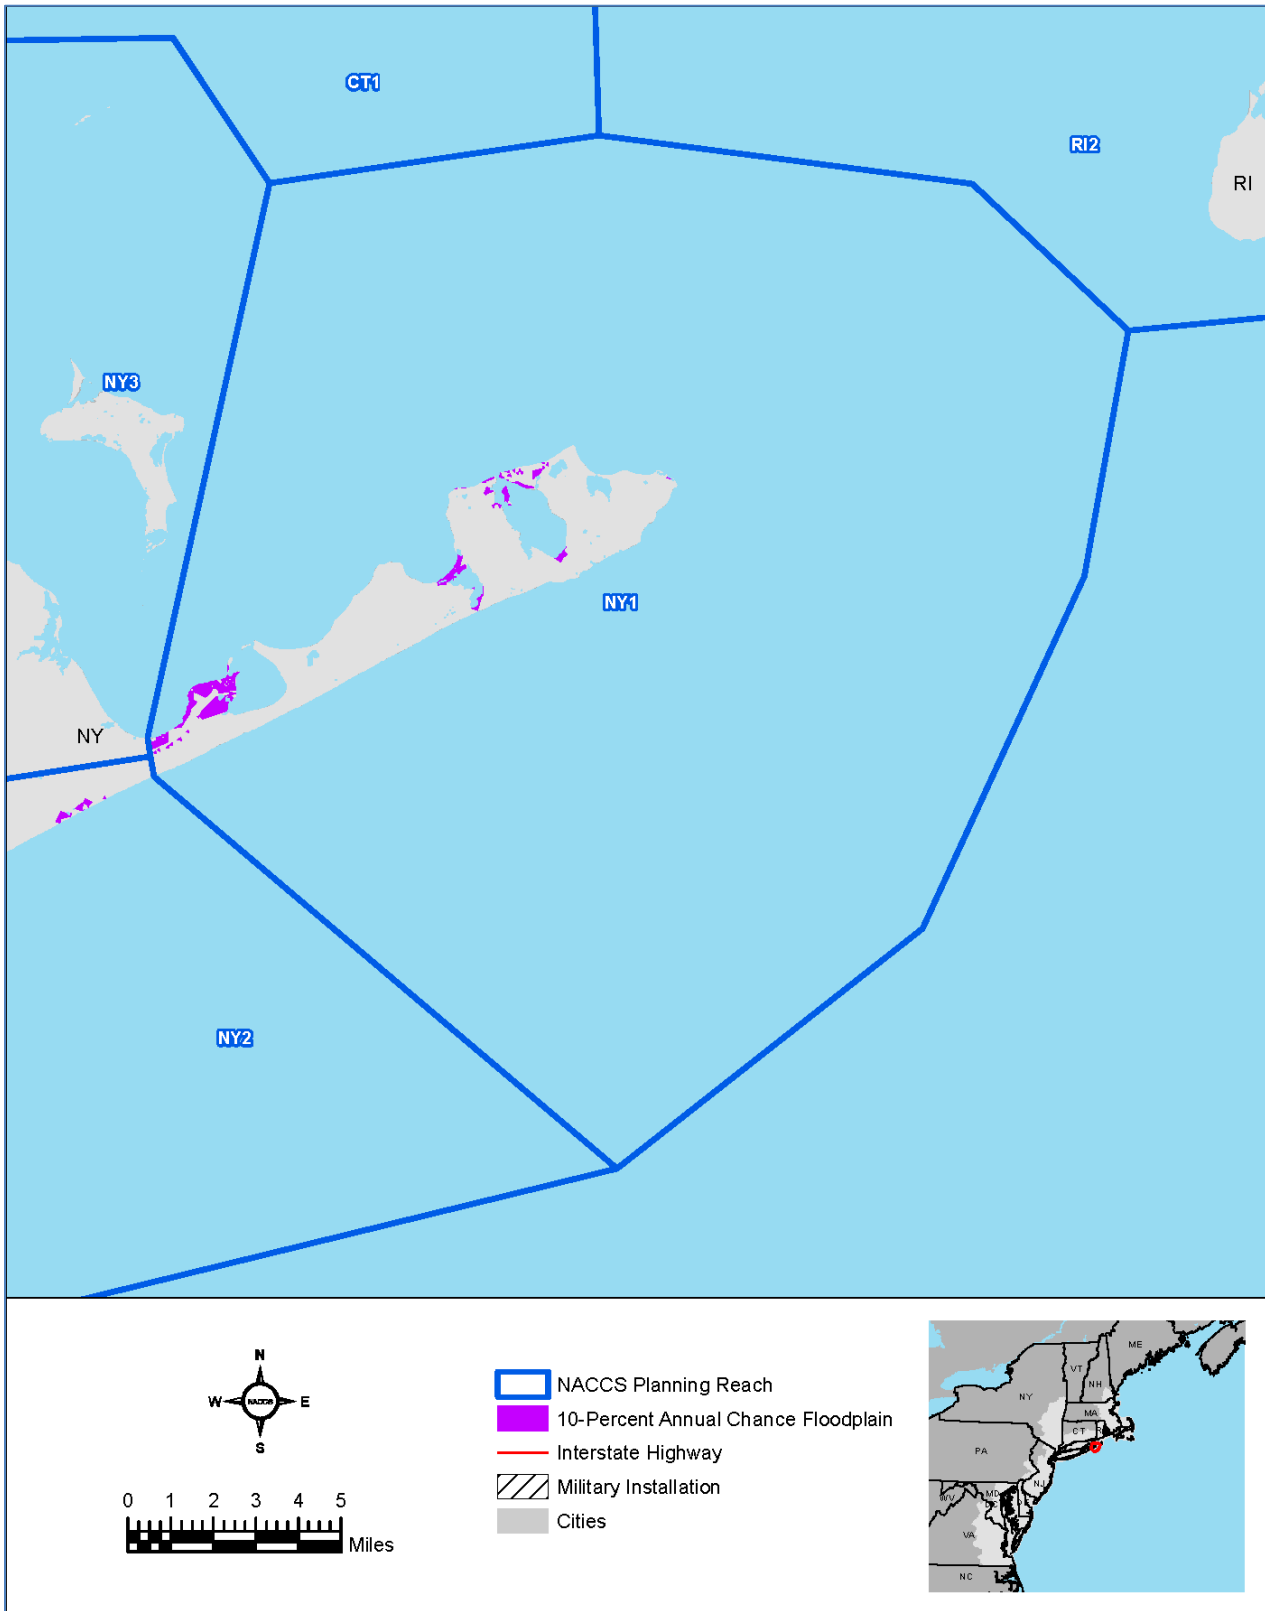 CT1
RI2
RI
NY3
NY1
NY
NY2
N
W NACCS E
S
0 1 2 3 4 5
Miles
NACCS Planning Reach
10-Percent Annual Chance Floodplain
Interstate Highway
Military Installation
Cities
ME
VT
NH
NY
MA
CT
PA
NJ
MD
WV
VA
NC